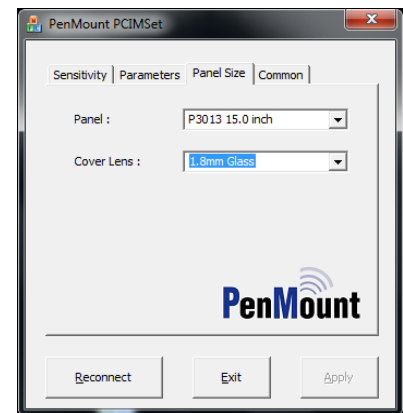 PenMount PCIMSet
Sensitivity Parameters Panel Size Common
Panel : P3013 15.0 inch
Cover Lens : 1.8mm Glass
PenMount
Reconnect Exit Apply